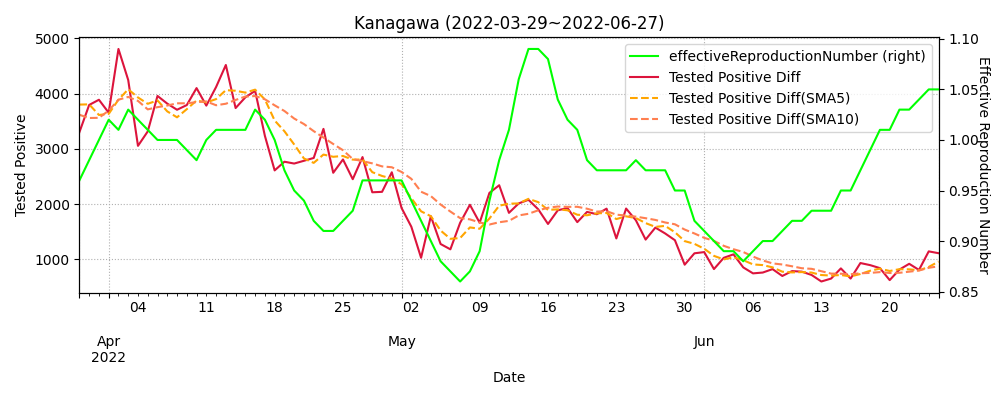 Kanagawa (2022-03-29~2022-06-27)
effectiveReproductionNumber (right)
Tested Positive Diff
Tested Positive Diff(SMA5)
Tested Positive Diff(SMA10)
Tested Positive
5000
4000
3000
2000
1000
Effective Reproduction Number
1.10
1.05
1.00
0.95
0.90
0.85
04 11 18 25 02 09 16 23 30 06 13 20
Apr May Jun
2022
Date